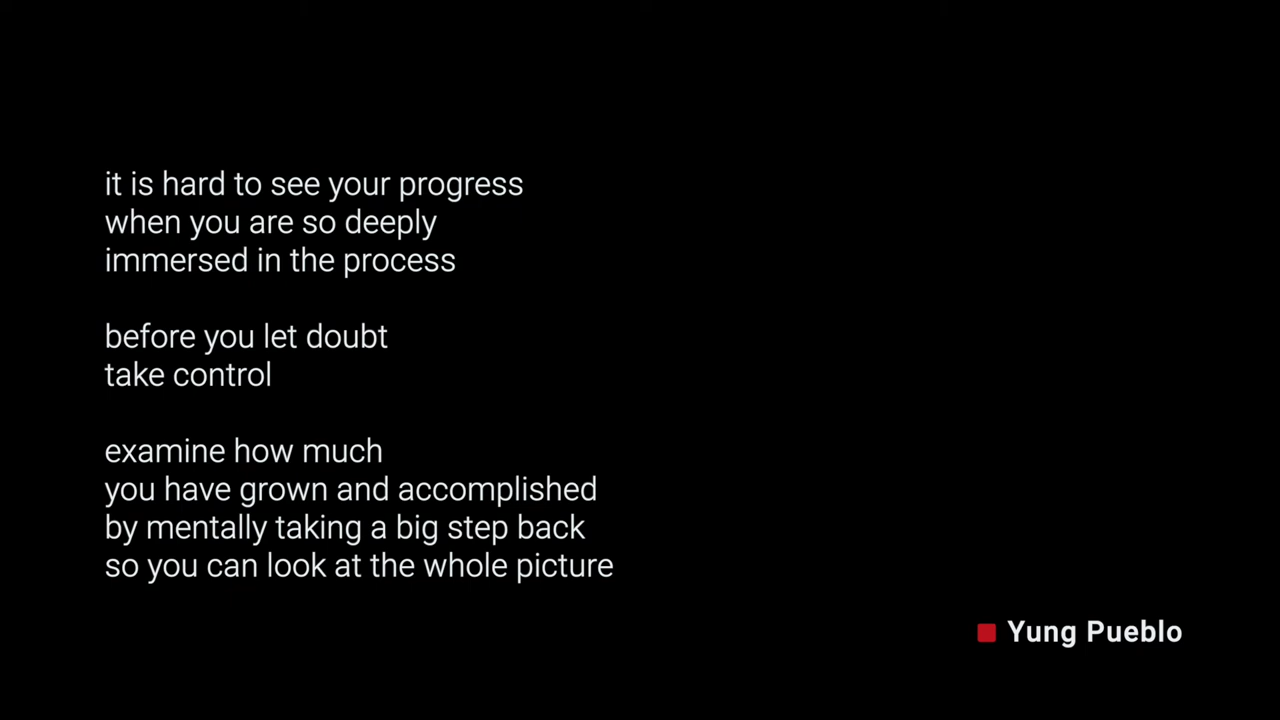 it is hard to see your progress
when you are so deeply
immersed in the process
before you let doubt
take control
examine how much
you have grown and accomplished
by mentally taking a big step back
so you can look at the whole picture
Yung Pueblo